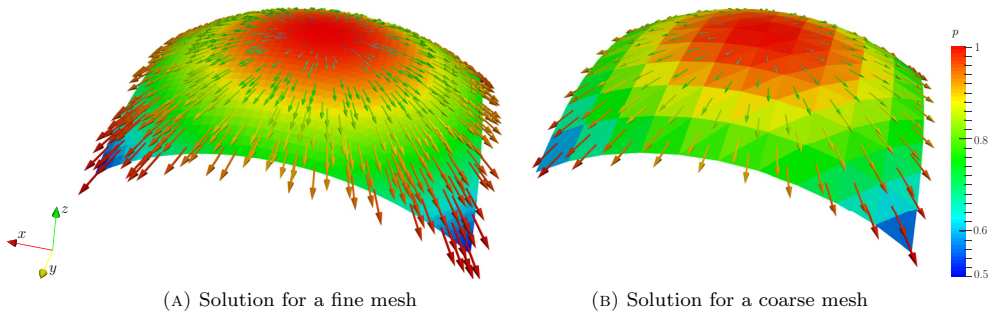 p
1
0.8
0.6
0.5
z
x
y
(A) Solution for a fine mesh
(B) Solution for a coarse mesh